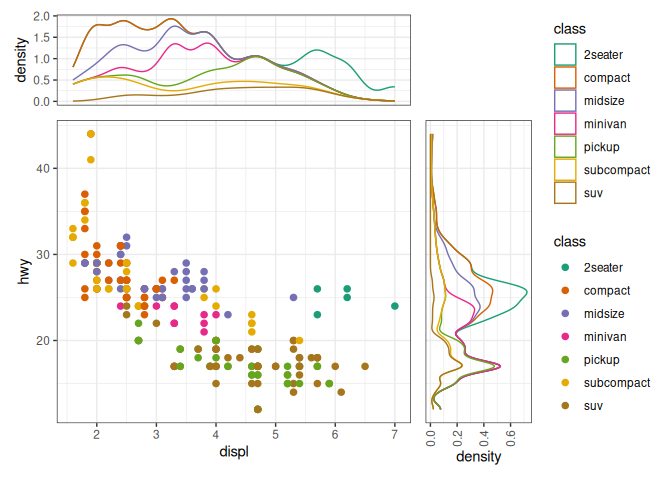 density
2.0
1.5
1.0
0.5
0.0
hwy
40
30
20
2
3
4
5
6
7
displ
0.0
0.2
0.4
0.6
density
class
2seater
compact
midsize
minivan
pickup
subcompact
suv
class
2seater
compact
midsize
minivan
pickup
subcompact
suv